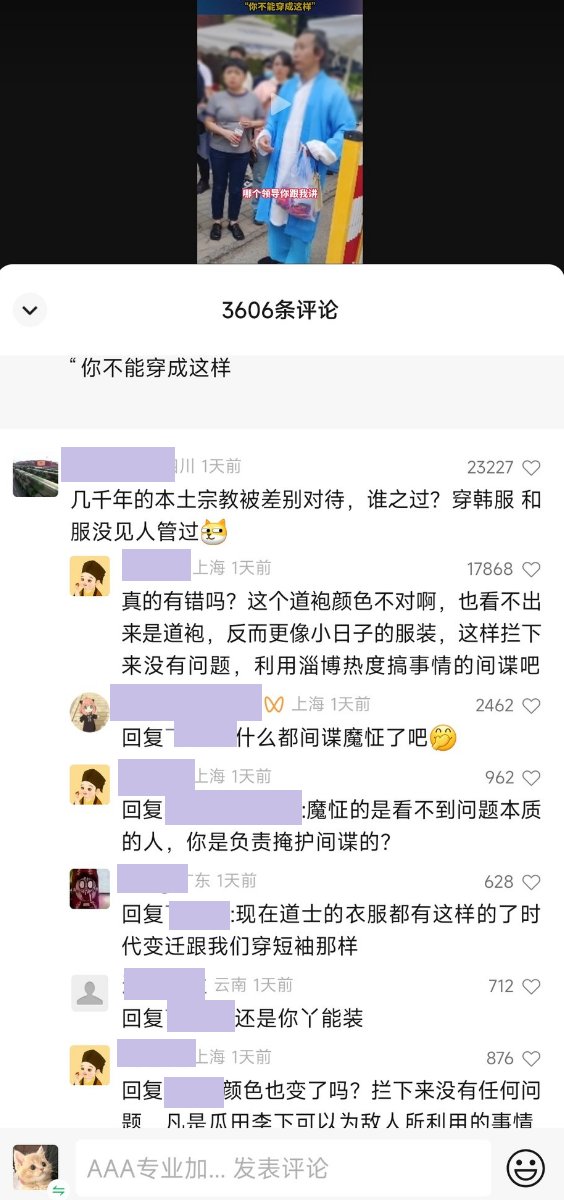 “你不能穿成这样”
哪个领导你跟我讲
3606条评论
“ 你不能穿成这样
川 1天前
23227
几千年的本土宗教被差别对待，谁之过？穿韩服 和
服没见人管过
上海 1天前
17868
真的有错吗？这个道袍颜色不对啊，也看不出
来是道袍，反而更像小日子的服装，这样拦下
来没有问题，利用淄博热度搞事情的间谍吧
上海 1天前
2462
回复 什么都间谍魔怔了吧
上海 1天前
962
回复 :魔怔的是看不到问题本质
的人，你是负责掩护间谍的？
广东 1天前
628
回复 :现在道士的衣服都有这样的了时
代变迁跟我们穿短袖那样
云南 1天前
712
回复 还是你丫能装
上海 1天前
876
回复 颜色也变了吗？拦下来没有任何问
题，凡是瓜田李下可以为敌人所利用的事情
AAA专业加... 发表评论